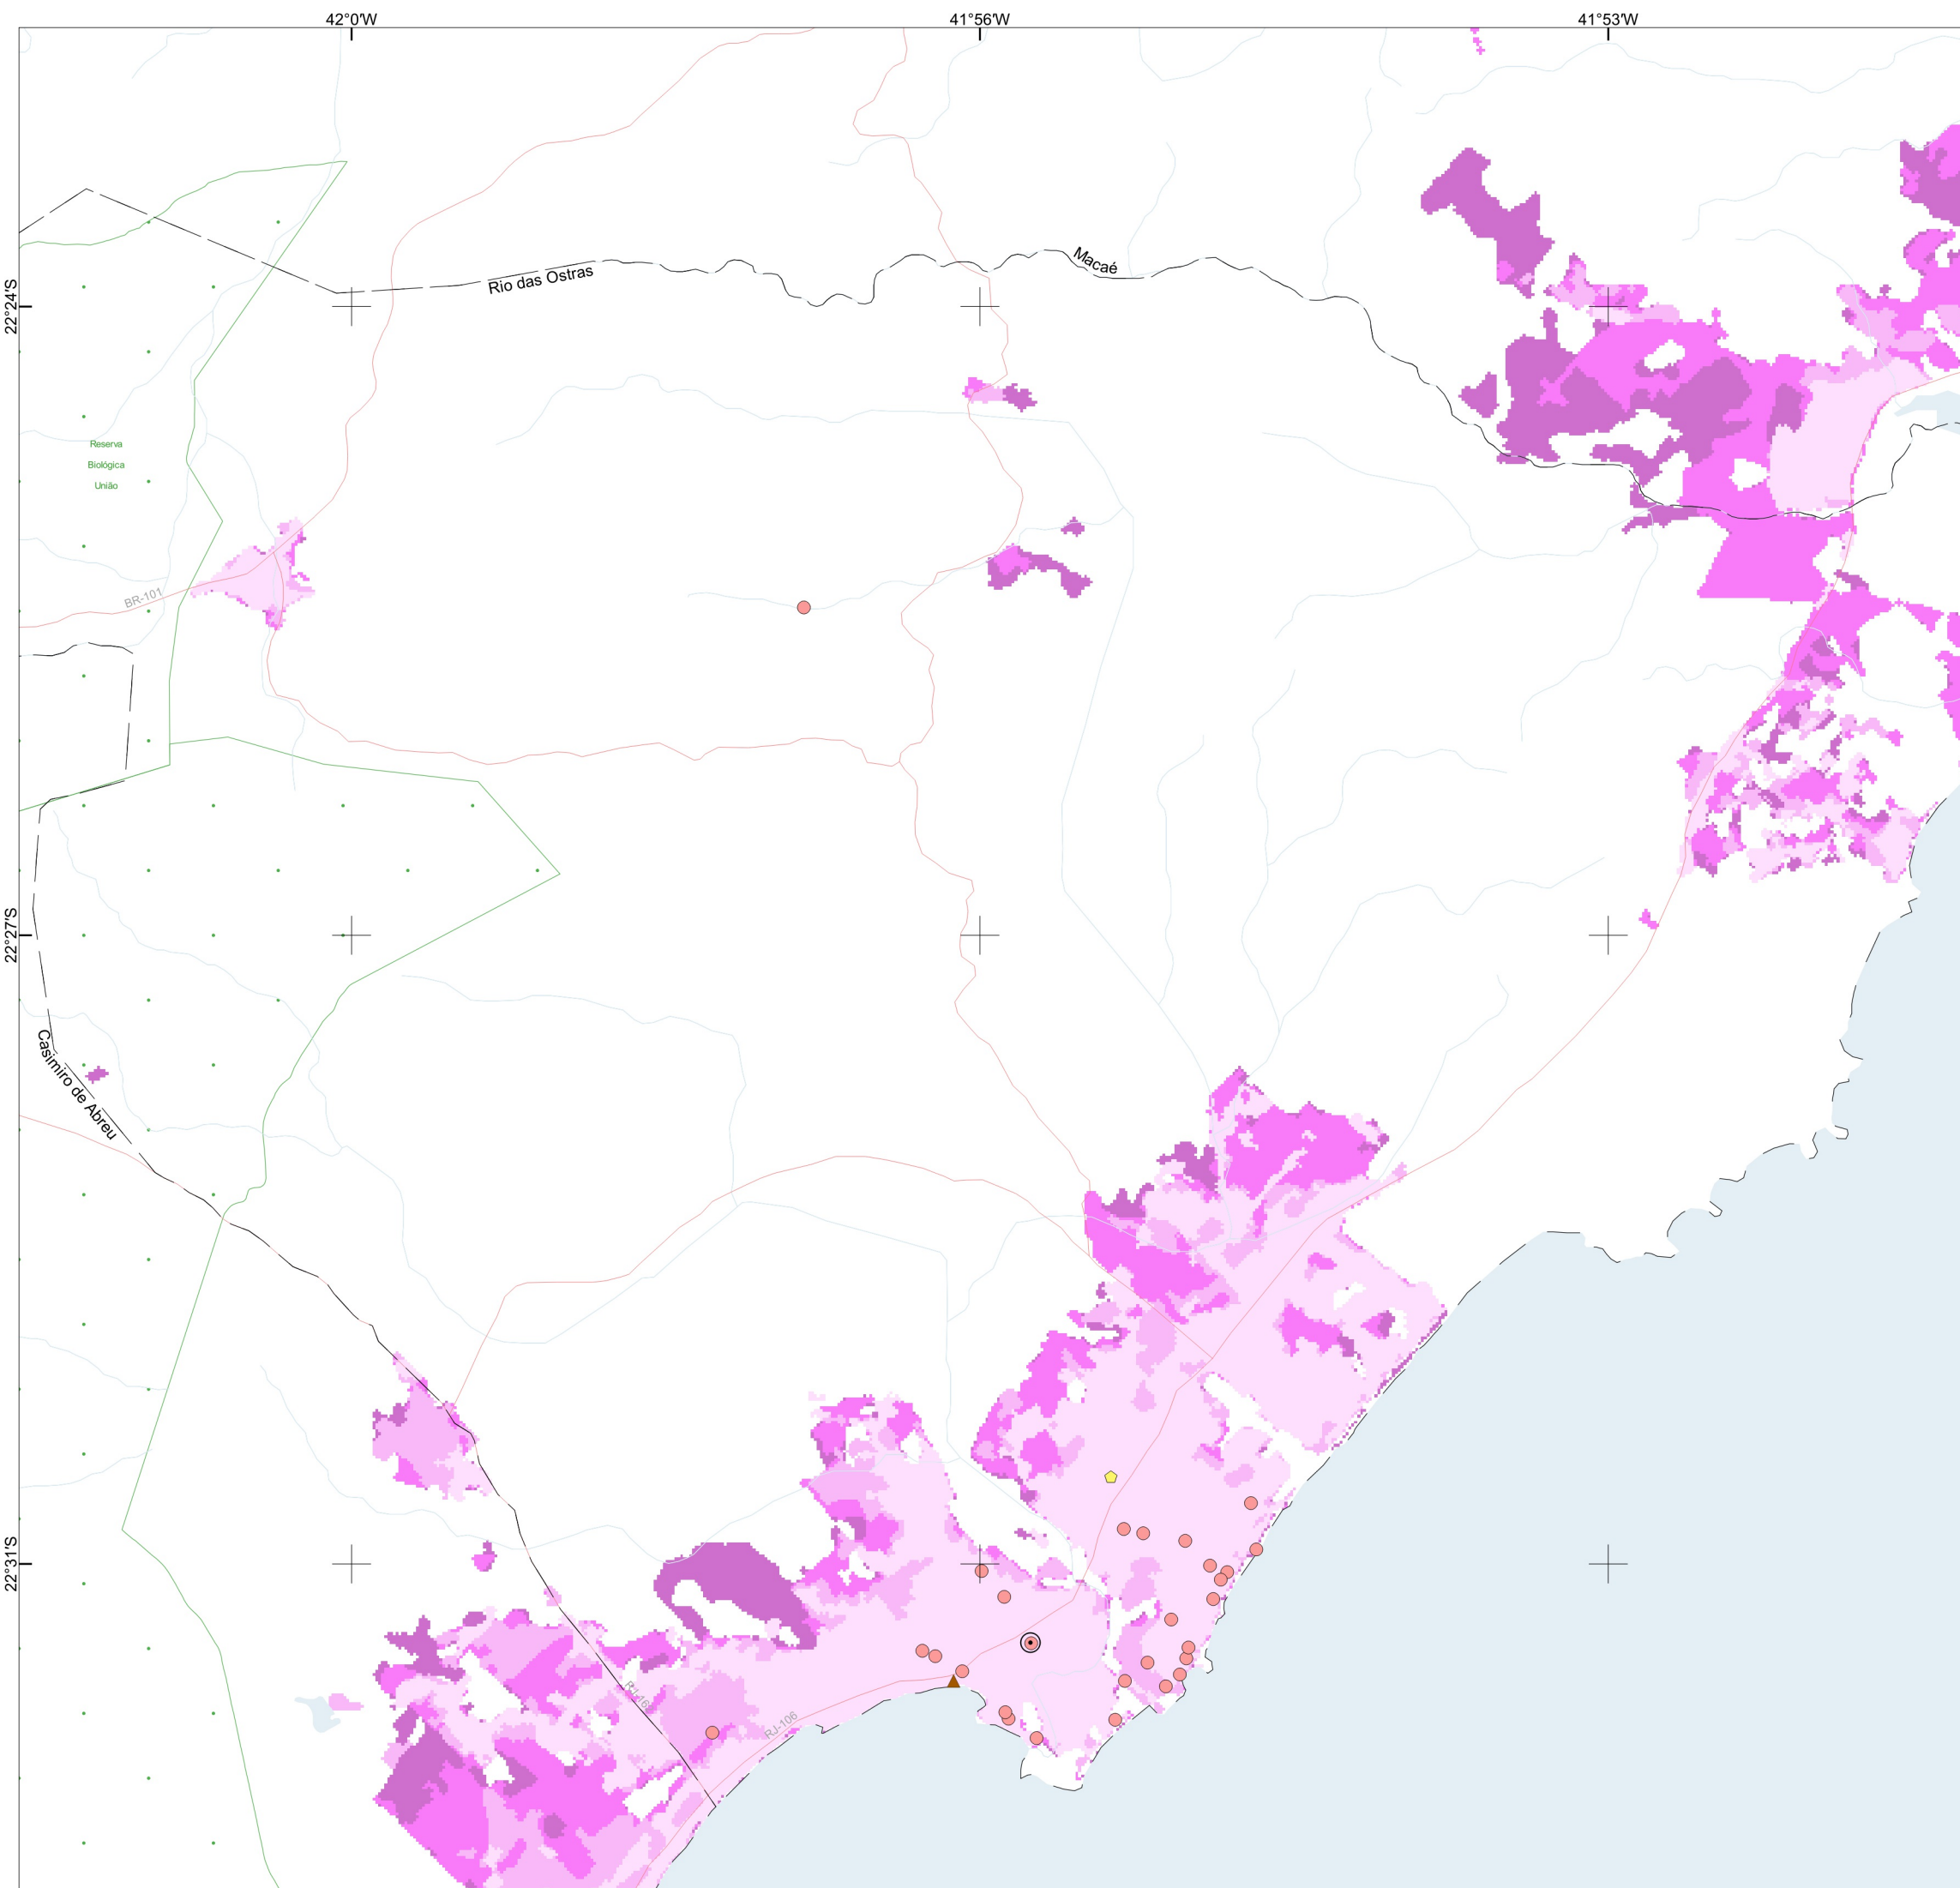 42°0'W
41°56'W
41°53'W
Macaé
Rio das Ostras
22°24'S
Reserva
Biológica
União
BR-101
22°27'S
Casimiro de Abreu
22°31'S
RJ-106